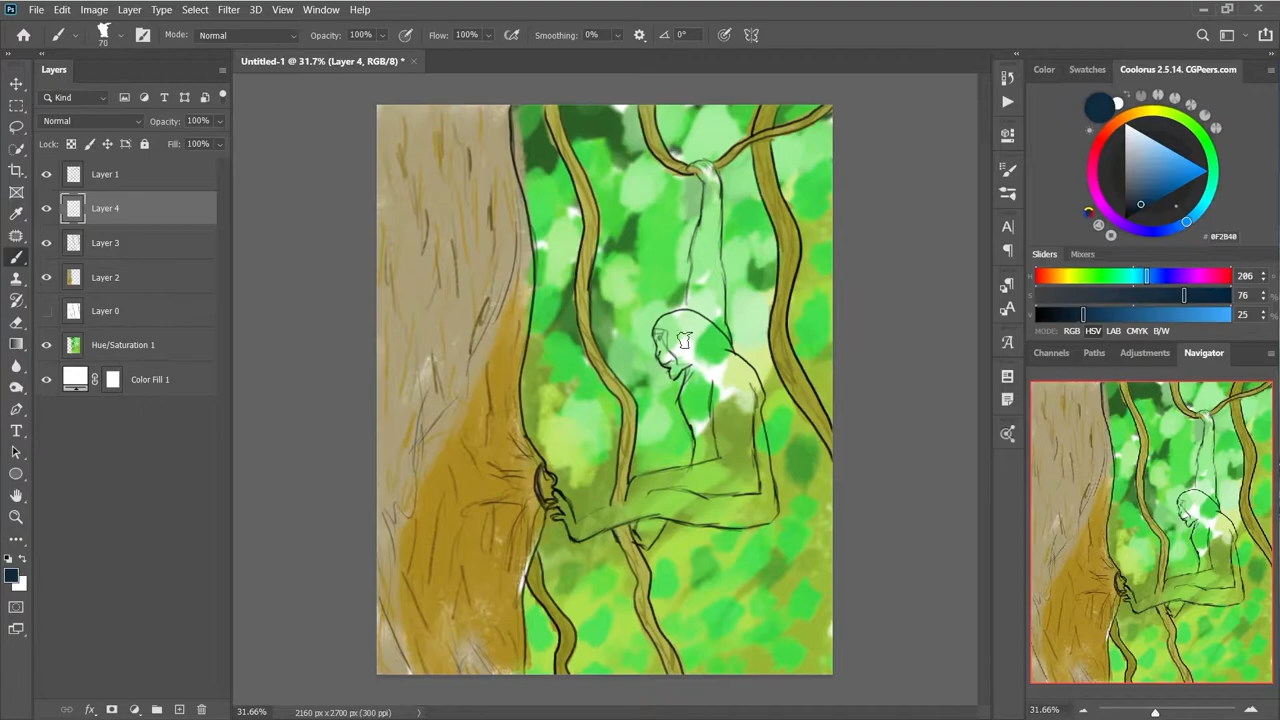 Ps File Edit Image Layer Type Select Filter 3D View Window Help
70 Mode: Normal Opacity: 100% Flow: 100% Smoothing: 0% 0°
Untitled-1 @ 31.7% (Layer 4, RGB/8) *
Layers
Kind
Normal Opacity: 100%
Lock: Fill: 100%
Layer 1
Layer 4
Layer 3
Layer 2
Layer 0
Hue/Saturation 1
Color Fill 1
fx
31.66% 2160 px x 2700 px (300 ppi)
Color Swatches Coolorus 2.5.14. CGPeers.com
#0F2B40
Sliders Mixers
H 206 °
S 76 %
V 25 %
MODE: RGB HSV LAB CMYK B/W
Channels Paths Adjustments Navigator
31.66%